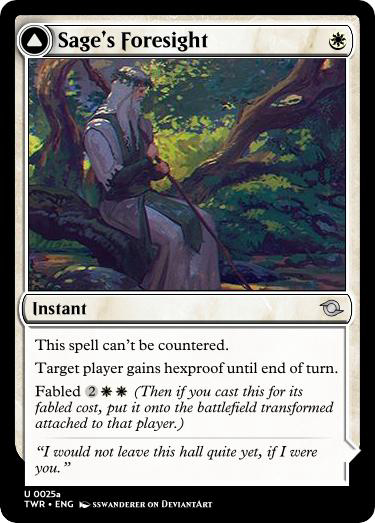 Sage's Foresight
Instant
This spell can't be countered.
Target player gains hexproof until end of turn.
Fabled 2 (Then if you cast this for its
fabled cost, put it onto the battlefield transformed
attached to that player.)
"I would not leave this hall quite yet, if I were
you."
U 0025a
TWR • ENG SSWANDERER ON DEVIANTART